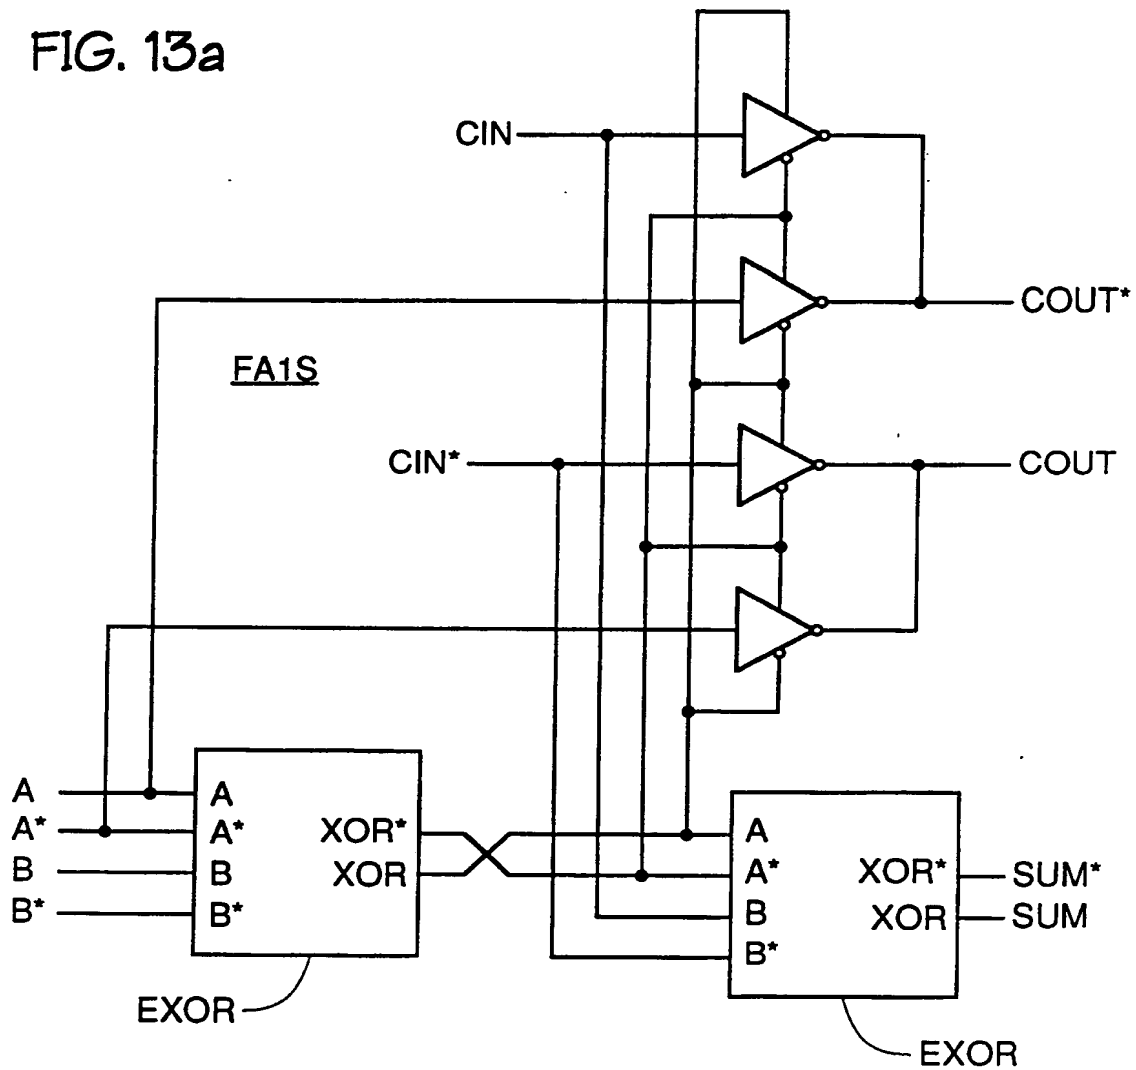 FIG. 13a
CIN
COUT*
FA1S
CIN*
COUT
A
A*
B
B*
A
A*
B
B*
XOR*
XOR
EXOR
A
A*
B
B*
XOR*
XOR
SUM*
SUM
EXOR